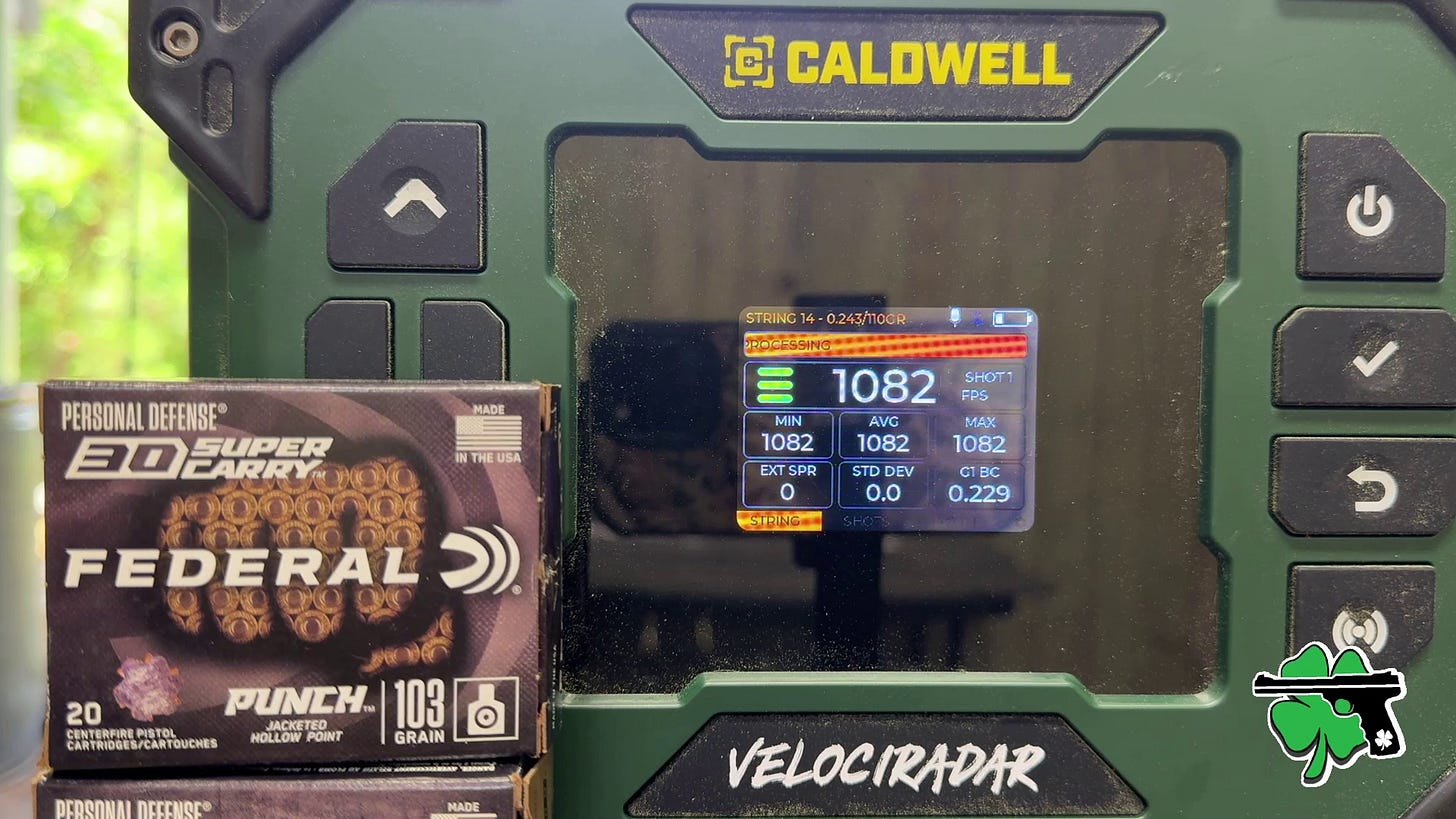 CALDWELL
STRING 14 - 0.243/110GR
PROCESSING
1082
SHOT 1
FPS
MIN
1082
AVG
1082
MAX
1082
EXT SPR
0
STD DEV
0.0
G1 BC
0.229
STRING
SHOTS
VELOCIRADAR
PERSONAL DEFENSE®
30 SUPER
CARRY™
MADE
IN THE USA
FEDERAL®
20
CENTERFIRE PISTOL
CARTRIDGES/CARTOUCHES
PUNCH™
JACKETED
HOLLOW POINT
103
GRAIN
PERSONAL DEFENSE®
MADE